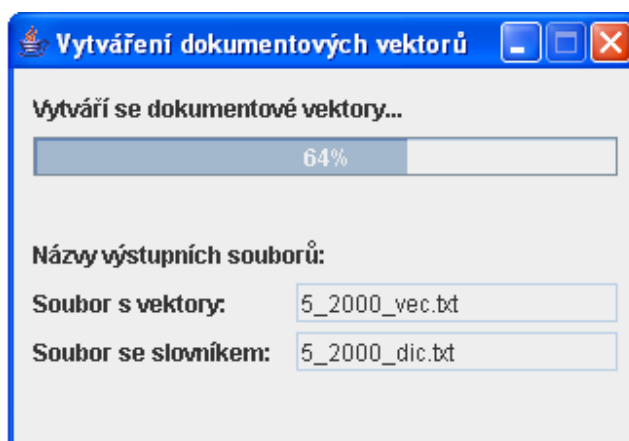 Vytváření dokumentových vektorů
Vytváří se dokumentové vektory...
64%
Názvy výstupních souborů:
Soubor s vektory: 5_2000_vec.txt
Soubor se slovníkem: 5_2000_dic.txt